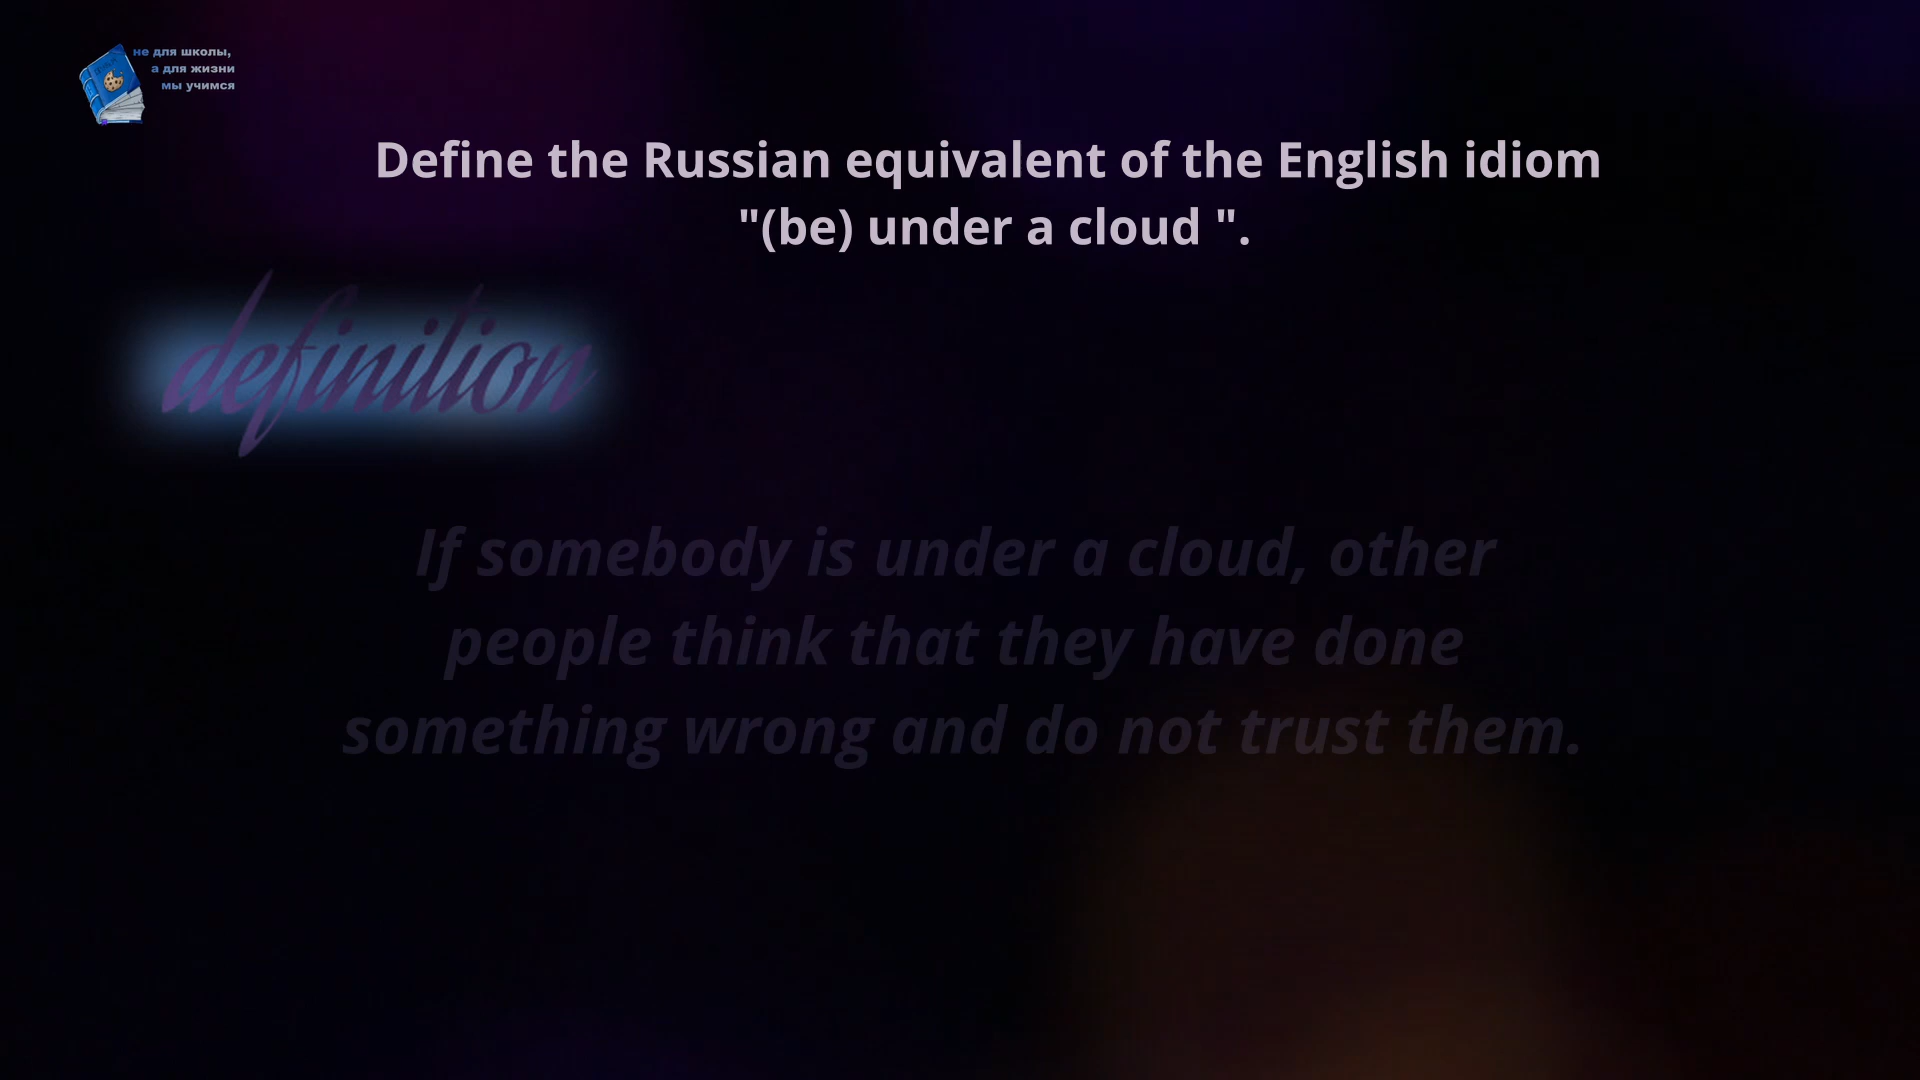 не для школы,
а для жизни
мы учимся
Define the Russian equivalent of the English idiom
"(be) under a cloud ".
definition
If somebody is under a cloud, other
people think that they have done
something wrong and do not trust them.